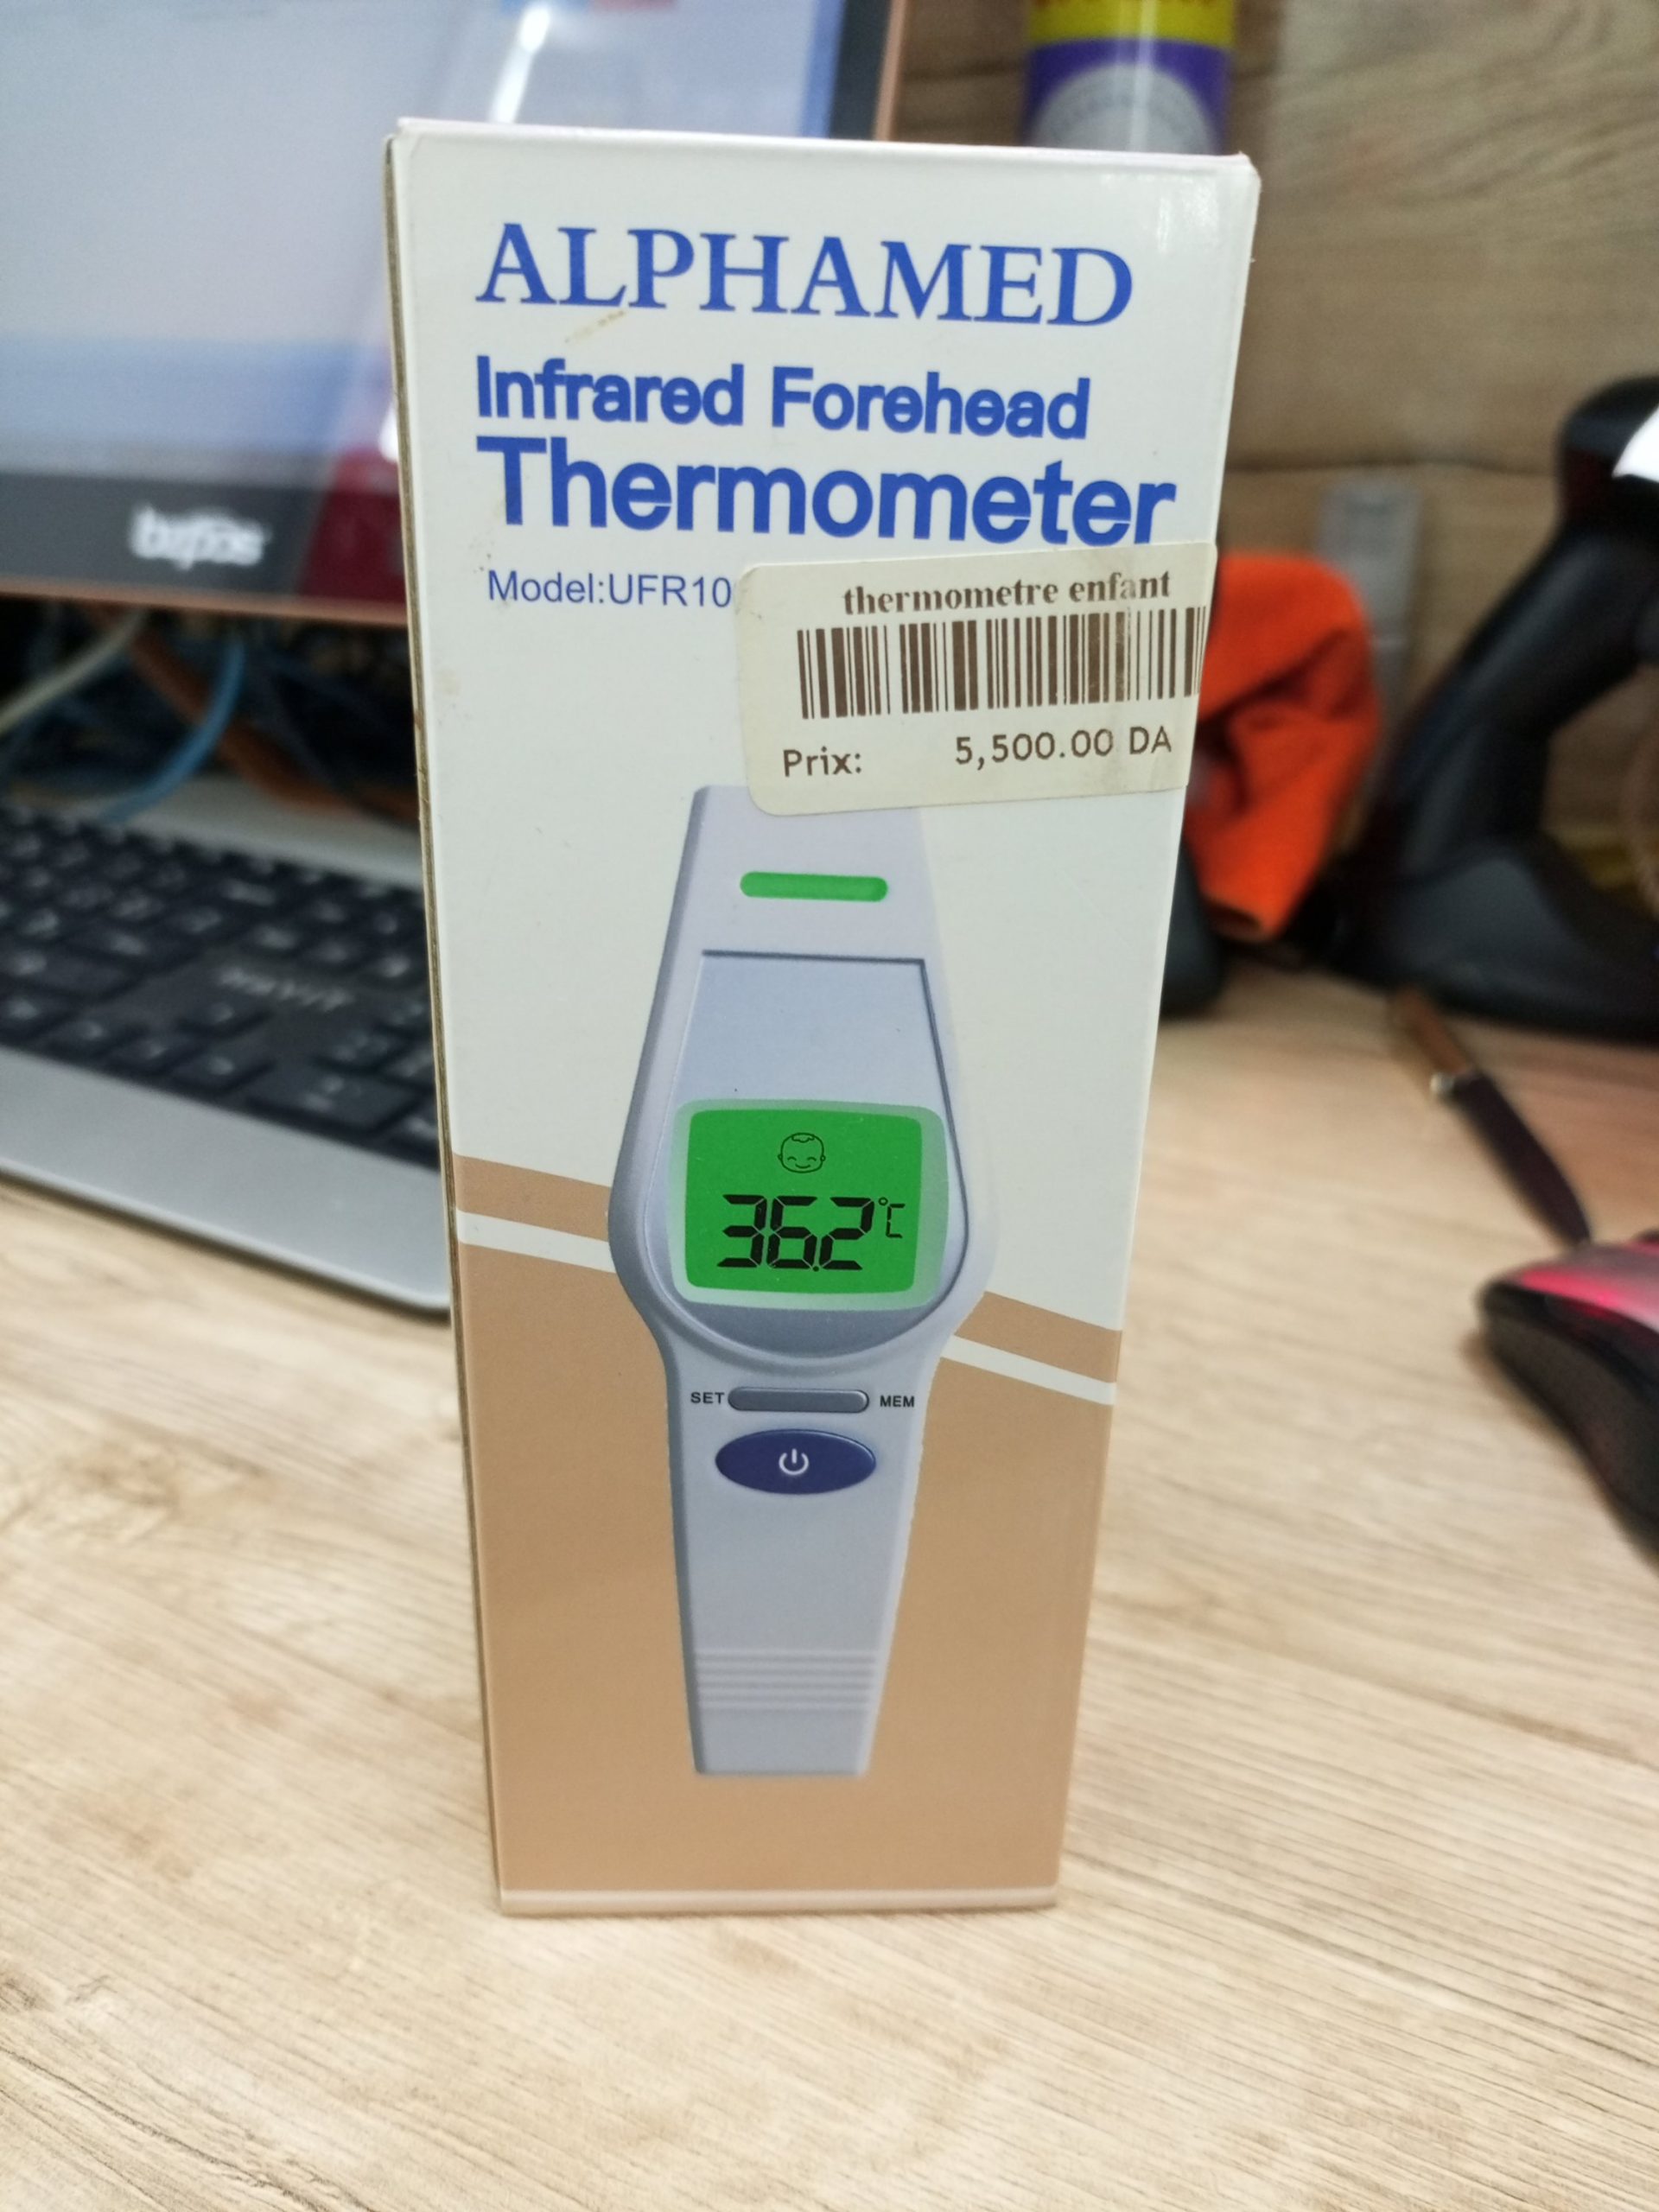 ALPHAMED
Infrared Forehead
Thermometer
Model:UFR10
thermometre enfant
Prix: 5,500.00 DA
36.2°C
SET MEM